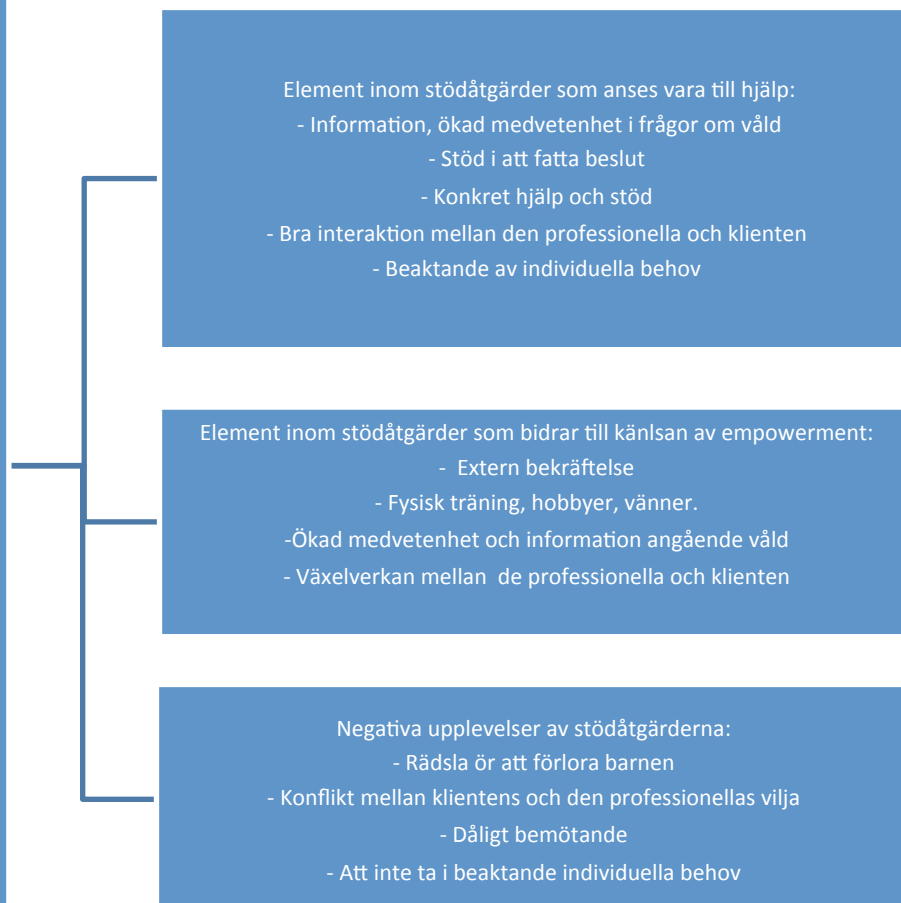 Element inom stödåtgärder som anses vara till hjälp:
- Information, ökad medvetenhet i frågor om våld
- Stöd i att fatta beslut
- Konkret hjälp och stöd
- Bra interaktion mellan den professionella och klienten
- Beaktande av individuella behov
Element inom stödåtgärder som bidrar till känlsan av empowerment:
- Extern bekräftelse
- Fysisk träning, hobbyer, vänner.
-Ökad medvetenhet och information angående våld
- Växelverkan mellan de professionella och klienten
Negativa upplevelser av stödåtgärderna:
- Rädsla ör att förlora barnen
- Konflikt mellan klientens och den professionellas vilja
- Dåligt bemötande
- Att inte ta i beaktande individuella behov